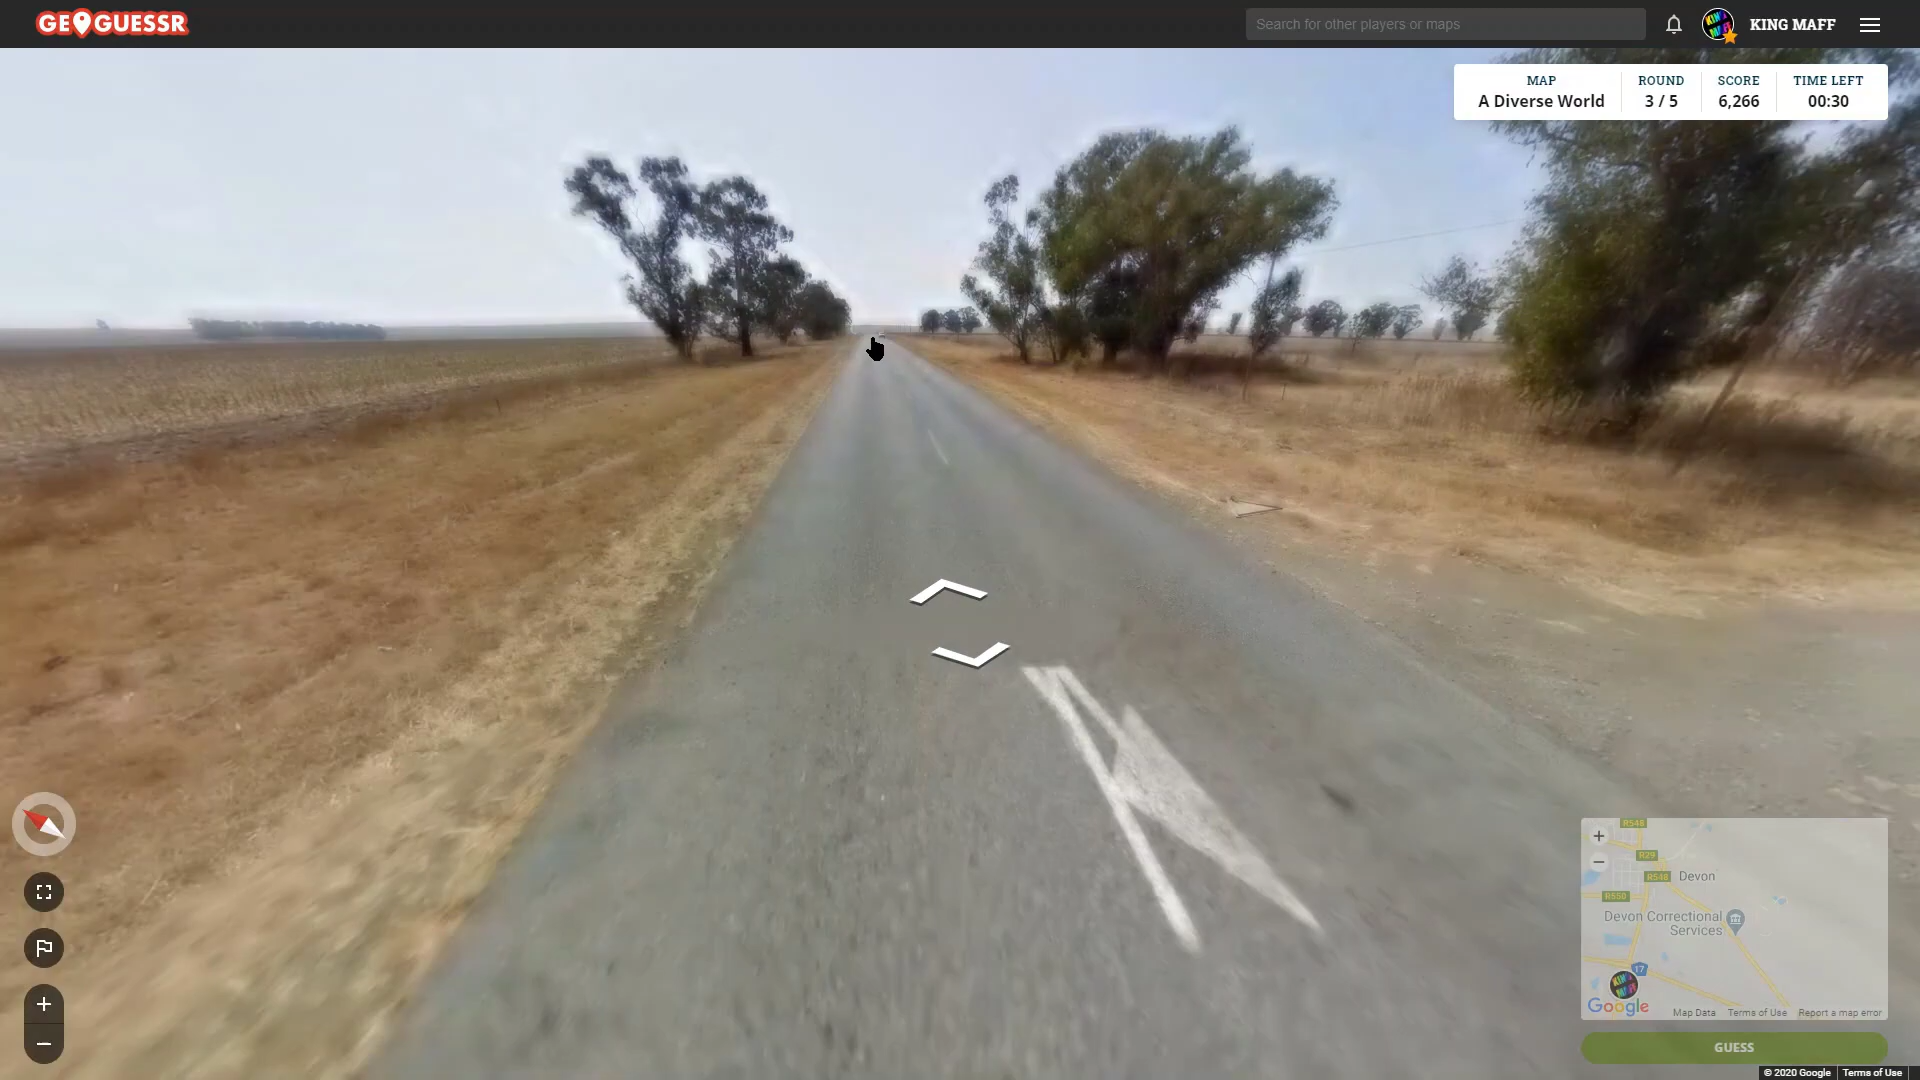 GEOGUESSR
Search for other players or maps
KING MAFF
MAP
A Diverse World
ROUND
3 / 5
SCORE
6,266
TIME LEFT
00:30
R548
R29
R548
Devon
R550
Devon Correctional
Services
17
Google
Map Data
Terms of Use
Report a map error
GUESS
© 2020 Google
Terms of Use